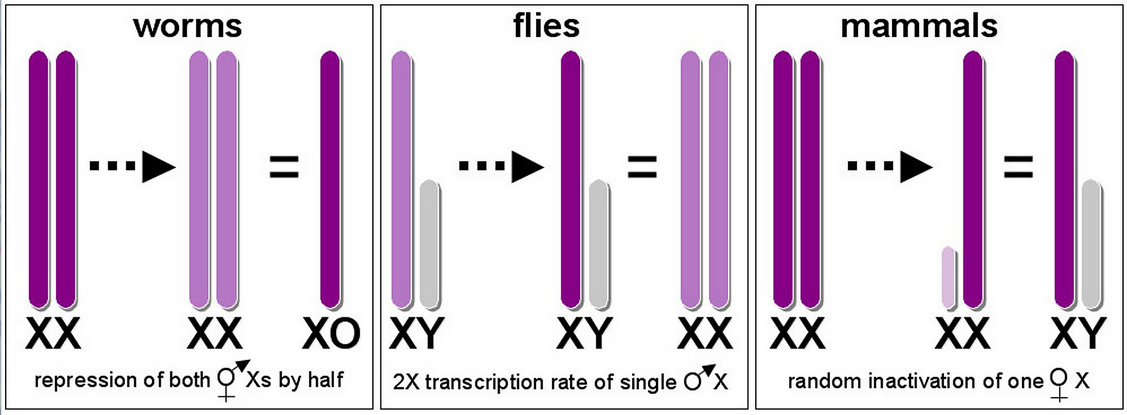 worms
XX XX = XO
repression of both ⚥ Xs by half
flies
XY XY = XX
2X transcription rate of single ♂ X
mammals
XX XX = XY
random inactivation of one ♀ X